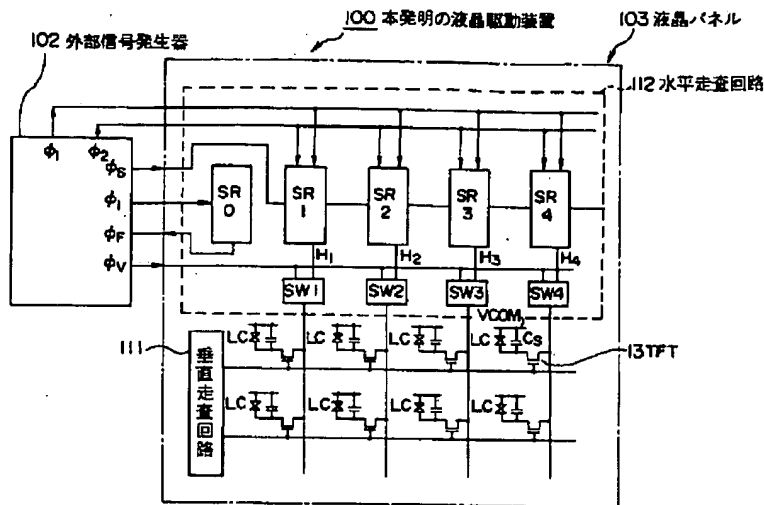 100 本発明の液晶駆動装置
103 液晶パネル
102 外部信号発生器
112 水平走査回路
φ1 φ2
φS
φI
φF
φV
SR 0
SR 1
SR 2
SR 3
SR 4
H1
H2
H3
H4
SW1
SW2
SW3
SW4
VCOM
LC
LC
LC
LC
CS
13TFT
111
垂直走査回路
LC
LC
LC
LC